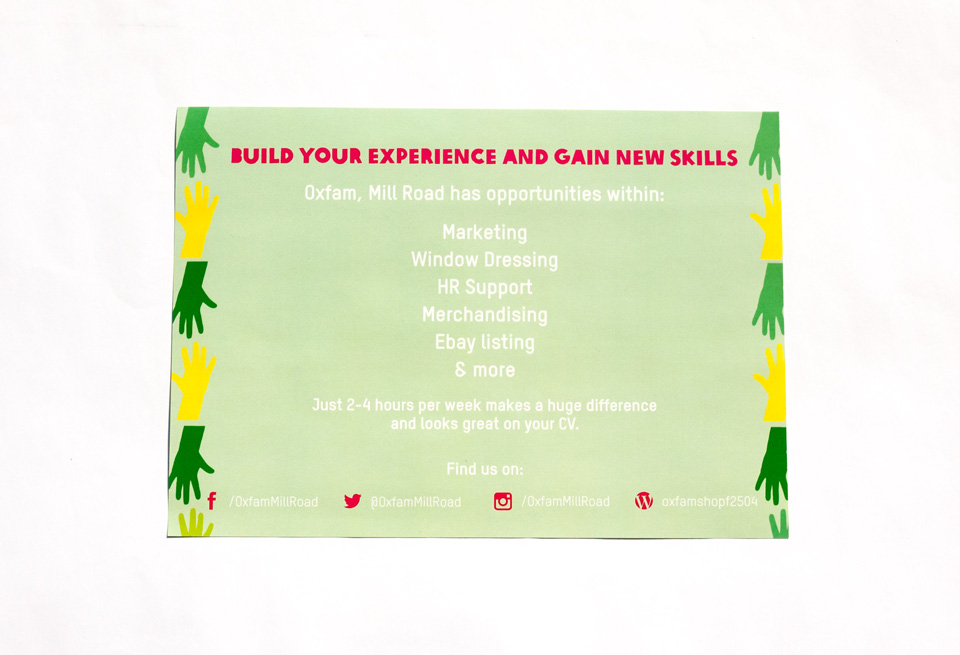 BUILD YOUR EXPERIENCE AND GAIN NEW SKILLS
Oxfam, Mill Road has opportunities within:
Marketing
Window Dressing
HR Support
Merchandising
Ebay listing
& more
Just 2-4 hours per week makes a huge difference
and looks great on your CV.
Find us on:
/OxfamMillRoad @OxfamMillRoad /OxfamMillRoad oxfamshopf2504